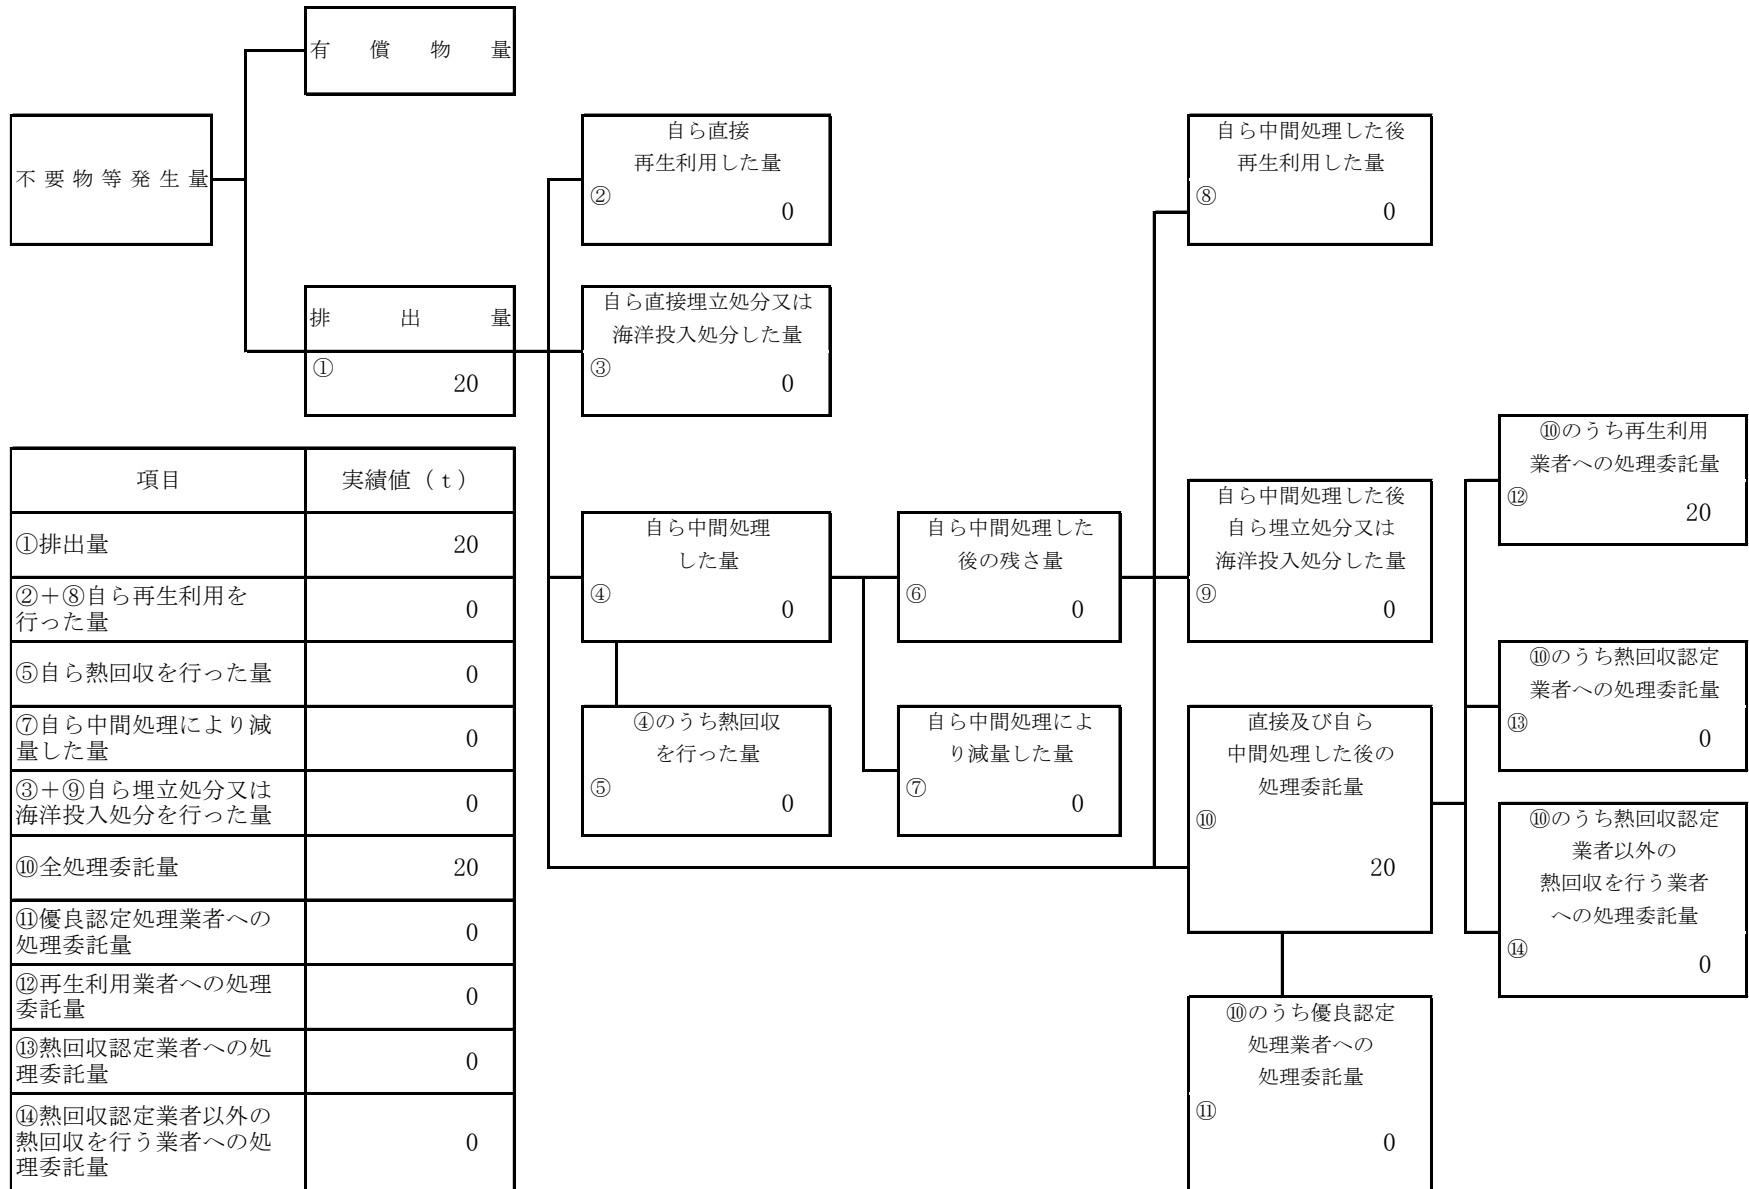 有償物量
不要物等発生量
排出量
①
20
自ら直接
再生利用した量
②
0
自ら直接埋立処分又は
海洋投入処分した量
③
0
自ら中間処理
した量
④
0
④のうち熱回収
を行った量
⑤
0
自ら中間処理した
後の残さ量
⑥
0
自ら中間処理によ
り減量した量
⑦
0
自ら中間処理した後
再生利用した量
⑧
0
自ら中間処理した後
自ら埋立処分又は
海洋投入処分した量
⑨
0
直接及び自ら
中間処理した後の
処理委託量
⑩
20
⑩のうち優良認定
処理業者への
処理委託量
⑪
0
⑩のうち再生利用
業者への処理委託量
⑫
20
⑩のうち熱回収認定
業者への処理委託量
⑬
0
⑩のうち熱回収認定
業者以外の
熱回収を行う業者
への処理委託量
⑭
0
項目 実績値（ｔ）
①排出量 20
②＋⑧自ら再生利用を
行った量 0
⑤自ら熱回収を行った量 0
⑦自ら中間処理により減
量した量 0
③＋⑨自ら埋立処分又は
海洋投入処分を行った量 0
⑩全処理委託量 20
⑪優良認定処理業者への
処理委託量 0
⑫再生利用業者への処理
委託量 0
⑬熱回収認定業者への処
理委託量 0
⑭熱回収認定業者以外の
熱回収を行う業者への処
理委託量 0